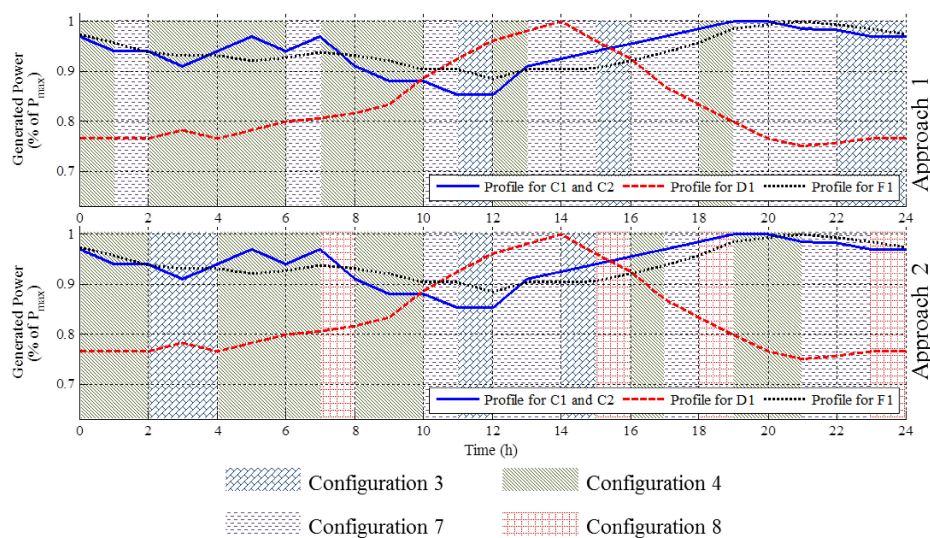 Generated Power
(% of Pmax)
1
0.9
0.8
0.7
0 2 4 6 8 10 12 14 16 18 20 22 24
Profile for C1 and C2 Profile for D1 Profile for F1
Approach 1
Generated Power
(% of Pmax)
1
0.9
0.8
0.7
0 2 4 6 8 10 12 14 16 18 20 22 24
Profile for C1 and C2 Profile for D1 Profile for F1
Approach 2
Time (h)
Configuration 3 Configuration 4
Configuration 7 Configuration 8